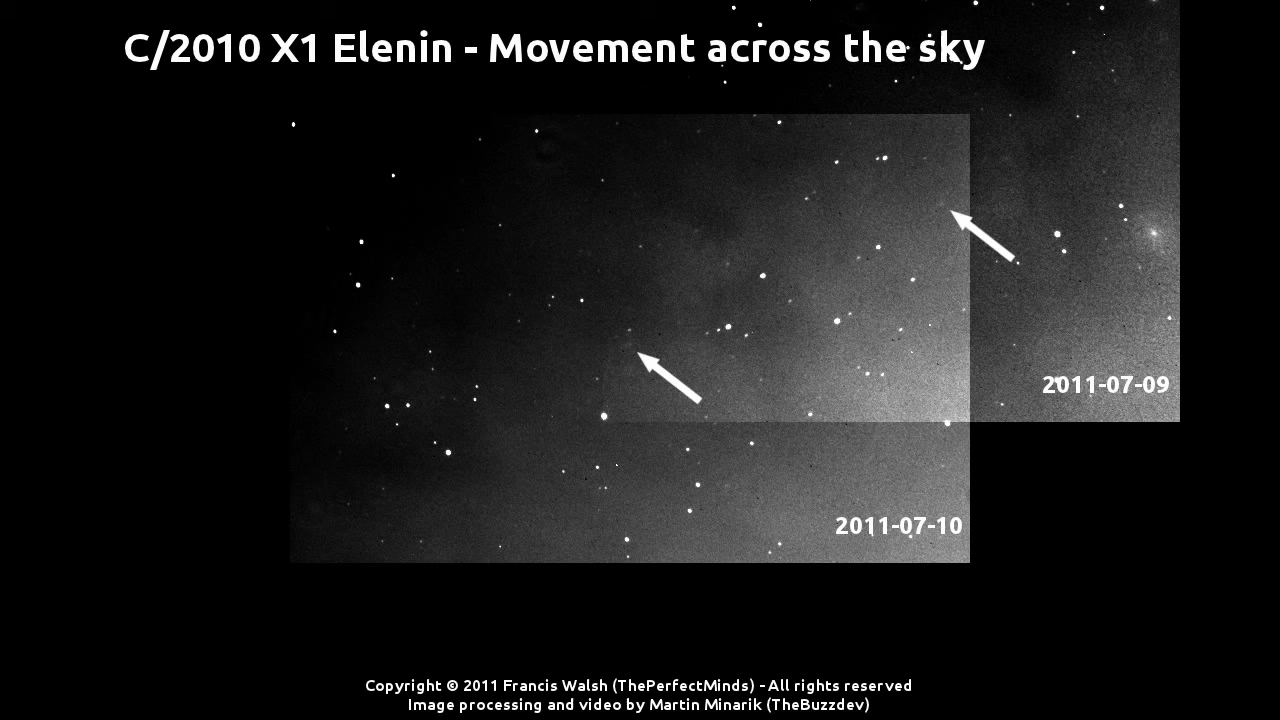 C/2010 X1 Elenin - Movement across the sky
2011-07-09
2011-07-10
Copyright © 2011 Francis Walsh (ThePerfectMinds) - All rights reserved
Image processing and video by Martin Minarik (TheBuzzdev)